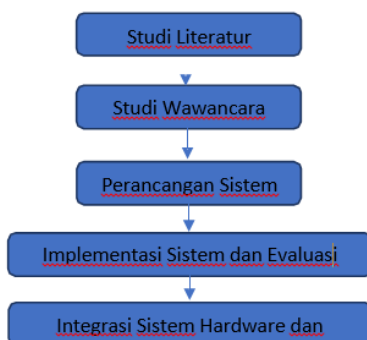 Studi Literatur
Studi Wawancara
Perancangan Sistem
Implementasi Sistem dan Evaluasi
Integrasi Sistem Hardware dan